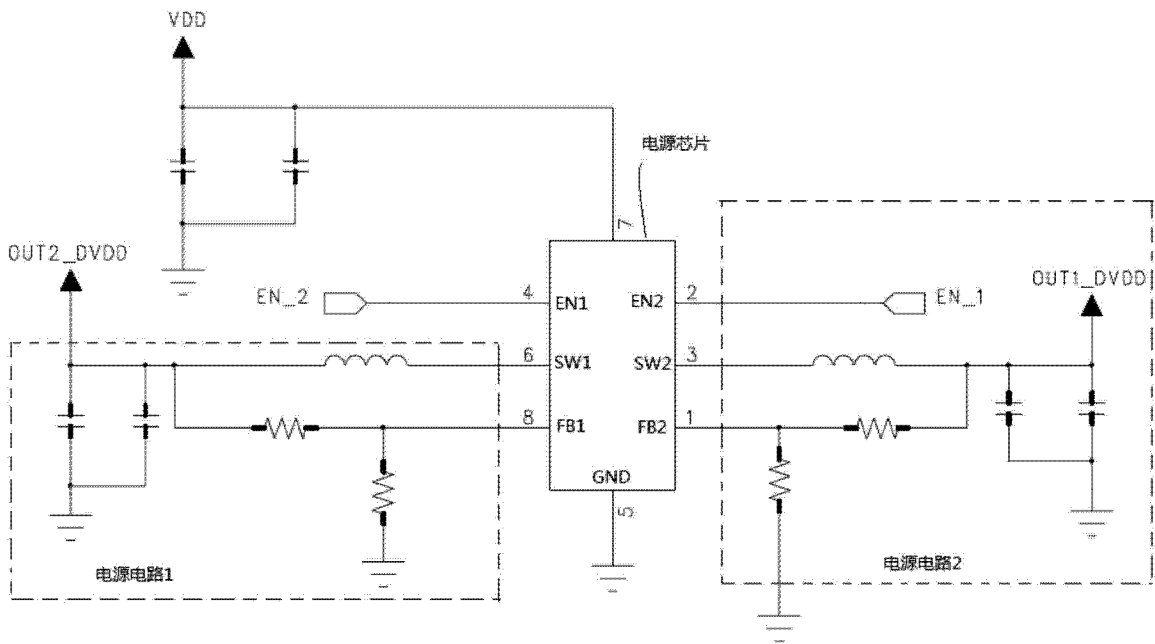 VDD
电源芯片
7
OUT2_DVDD
EN_2
4
EN1
EN2
2
EN_1
OUT1_DVDD
6
SW1
SW2
3
8
FB1
FB2
1
GND
5
电源电路1
电源电路2